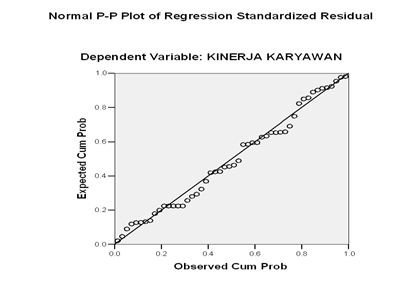 Normal P-P Plot of Regression Standardized Residual
Dependent Variable: KINERJA KARYAWAN
1.0
0.8
0.6
0.4
0.2
0.0
Expected Cum Prob
0.0 0.2 0.4 0.6 0.8 1.0
Observed Cum Prob